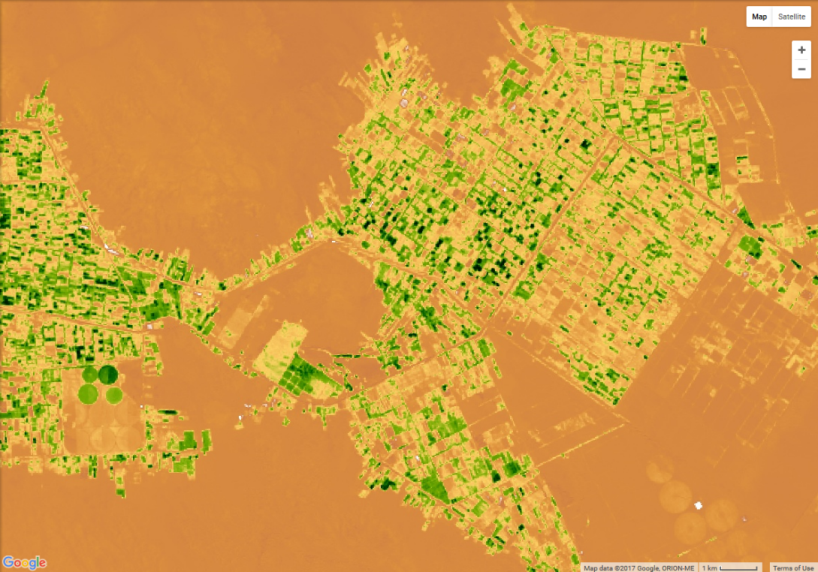 Map Satellite
+
−
Google
Map data ©2017 Google, ORION-ME 1 km Terms of Use